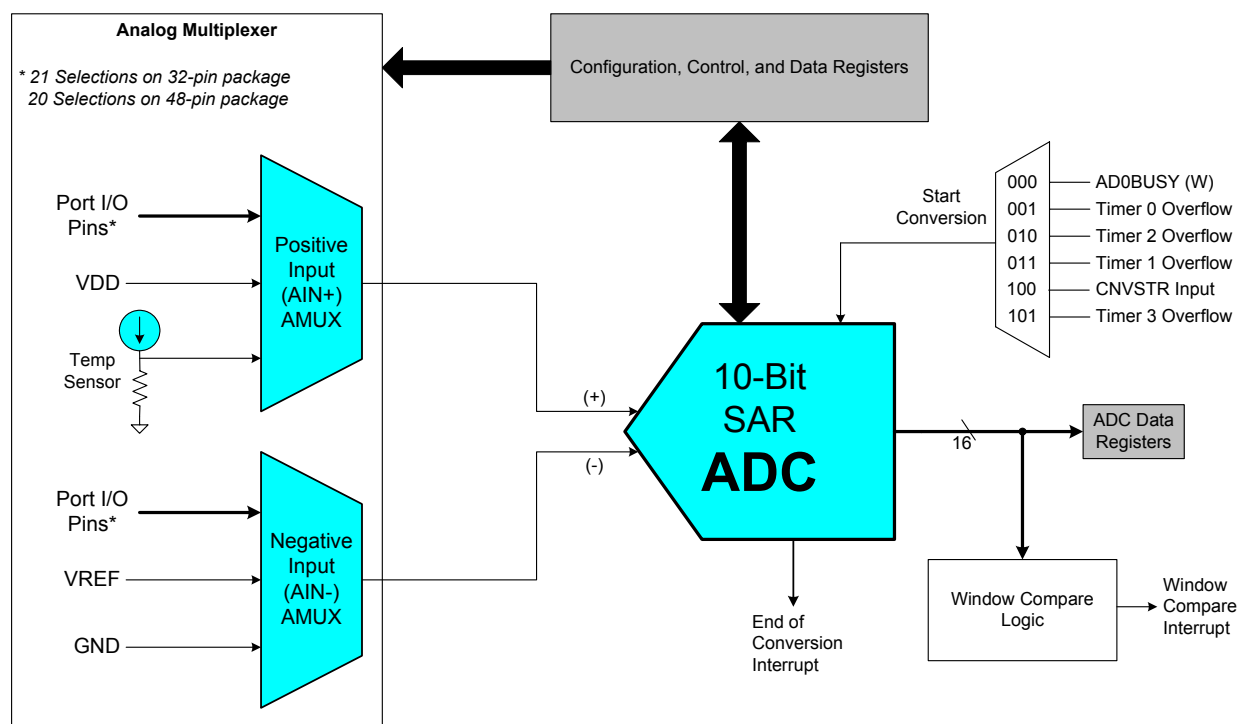 Analog Multiplexer
* 21 Selections on 32-pin package
20 Selections on 48-pin package
Configuration, Control, and Data Registers
Port I/O
Pins*
VDD
Temp
Sensor
Positive
Input
(AIN+)
AMUX
Port I/O
Pins*
VREF
GND
Negative
Input
(AIN-)
AMUX
(+)
(-)
Start
Conversion
000
AD0BUSY (W)
001
Timer 0 Overflow
010
Timer 2 Overflow
011
Timer 1 Overflow
100
CNVSTR Input
101
Timer 3 Overflow
10-Bit
SAR
ADC
16
ADC Data
Registers
End of
Conversion
Interrupt
Window Compare
Logic
Window
Compare
Interrupt